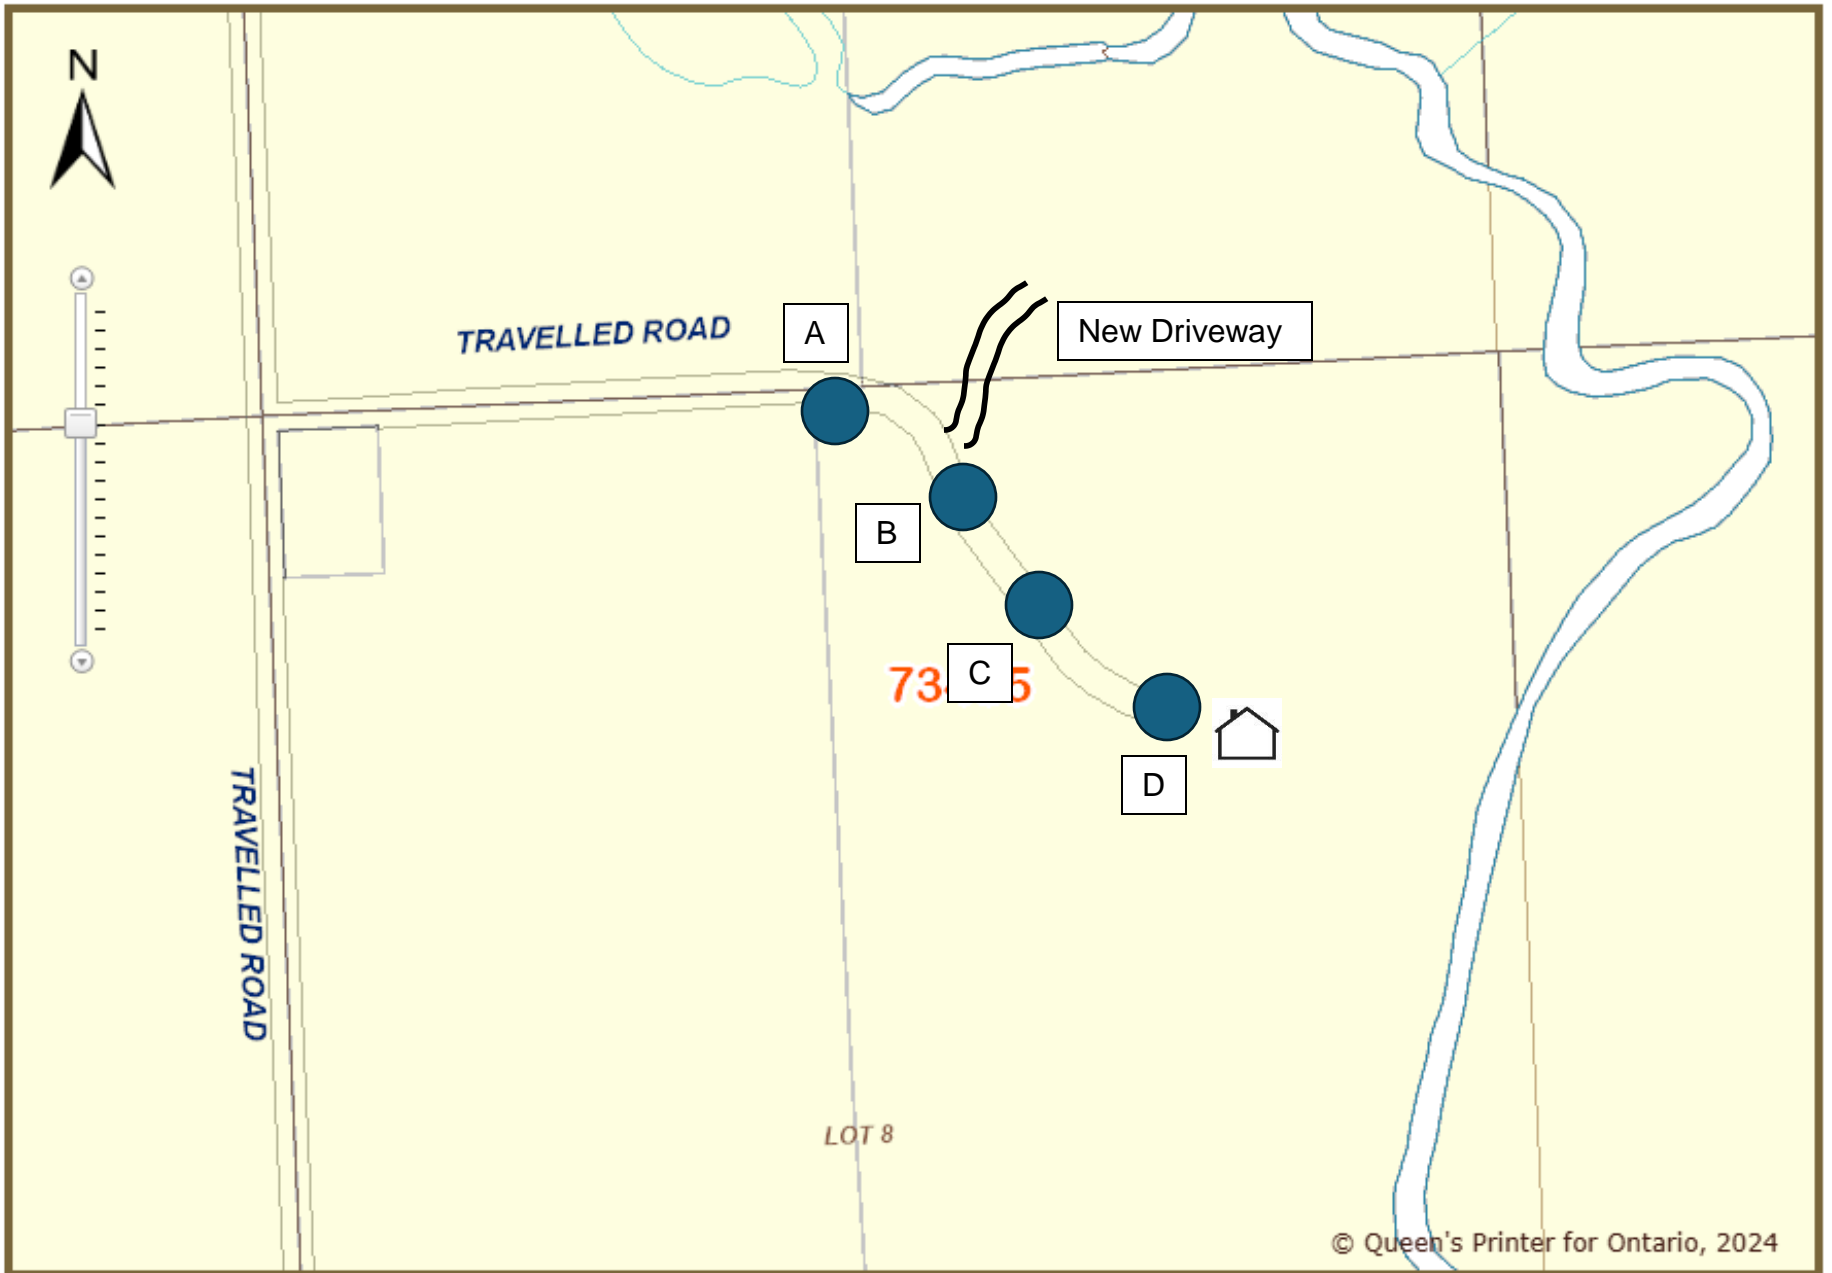 N
TRAVELLED ROAD
A
New Driveway
B
C
D
TRAVELLED ROAD
LOT 8
© Queen's Printer for Ontario, 2024